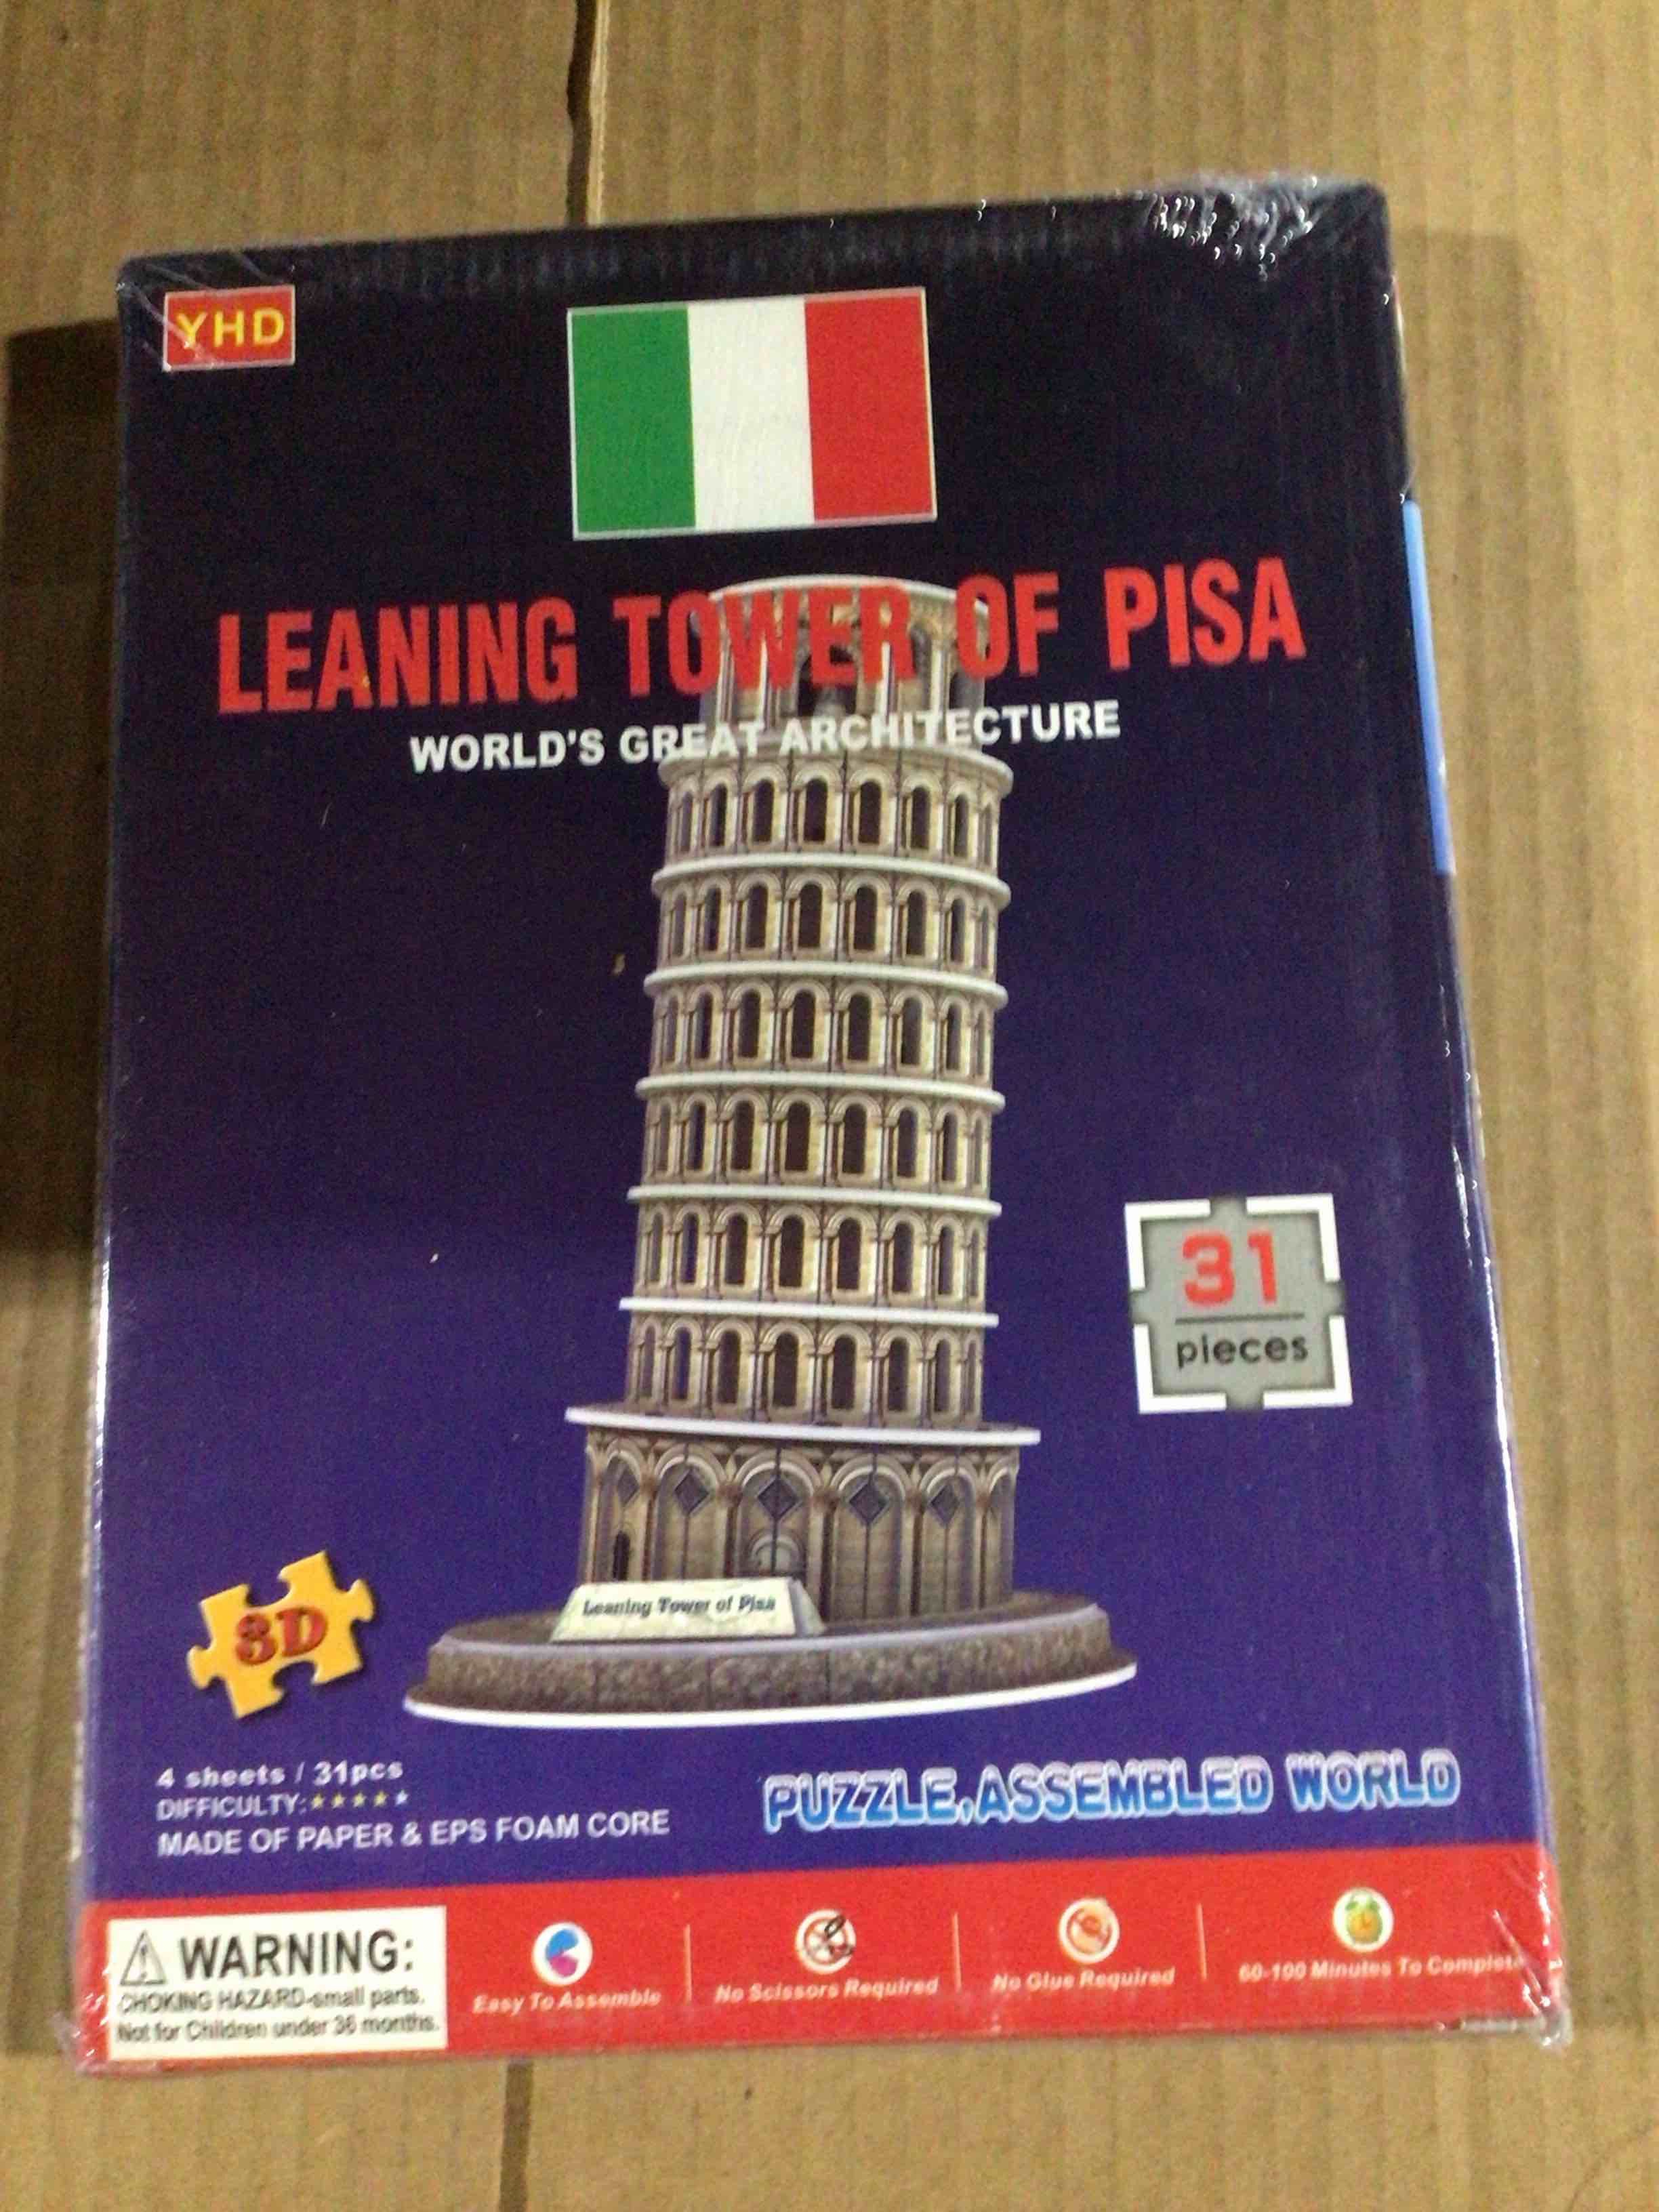 YHD
LEANING TOWER OF PISA
WORLD'S GREAT ARCHITECTURE
31
pieces
Leaning Tower of Pisa
3D
4 sheets / 31pcs
DIFFICULTY:★★★★★
MADE OF PAPER & EPS FOAM CORE
PUZZLE,ASSEMBLED WORLD
WARNING:
CHOKING HAZARD-small parts.
Not for Children under 36 months.
Easy To Assemble
No Scissors Required
No Glue Required
60-100 Minutes To Complete